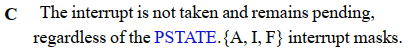 C The interrupt is not taken and remains pending,
regardless of the PSTATE.{A, I, F} interrupt masks.